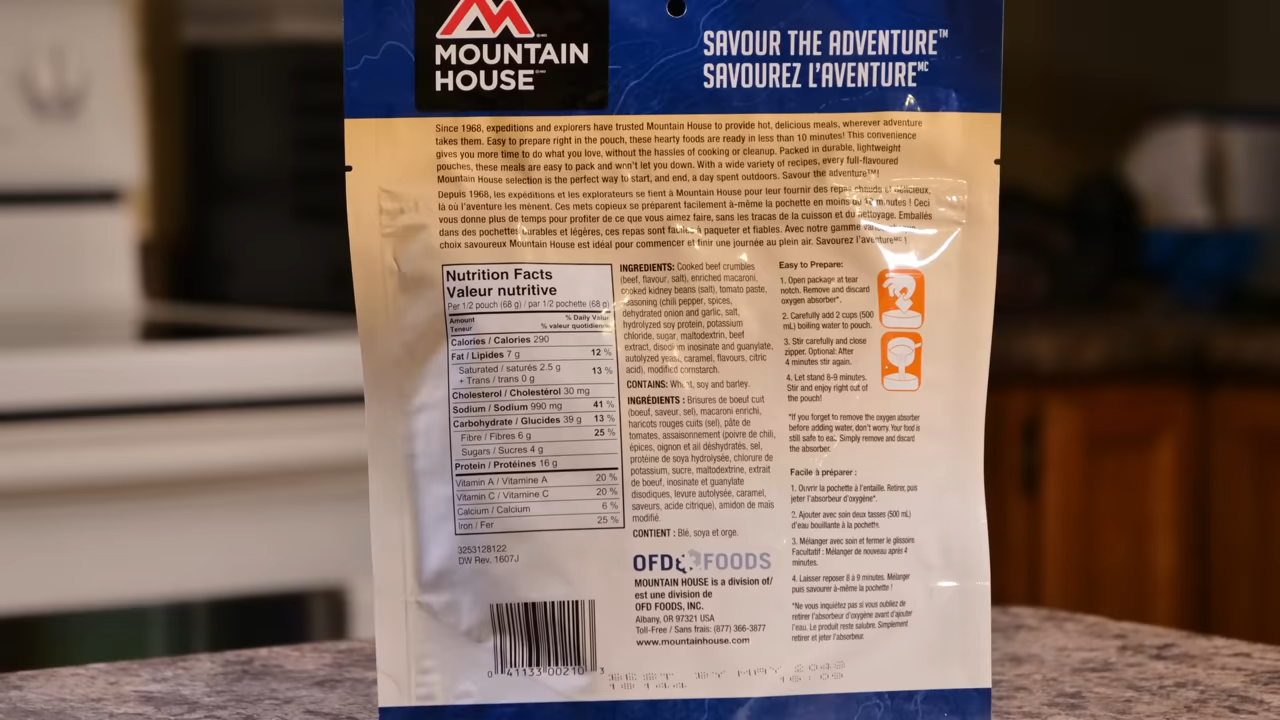 MOUNTAIN
HOUSE
SAVOUR THE ADVENTURE™
SAVOUREZ L'AVENTUREᴹᶜ
Since 1968, expeditions and explorers have trusted Mountain House to provide hot, delicious meals, wherever adventure
takes them. Easy to prepare right in the pouch, these hearty foods are ready in less than 10 minutes! This convenience
gives you more time to do what you love, without the hassles of cooking or cleanup. Packed in durable, lightweight
pouches, these meals are easy to pack and won't let you down. With a wide variety of recipes, every full-flavoured
Mountain House selection is the perfect way to start, and end, a day spent outdoors. Savour the adventure™!
Depuis 1968, les expéditions et les explorateurs se fient à Mountain House pour leur fournir des repas chauds et délicieux,
là où l'aventure les mènent. Ces mets copieux se préparent facilement à-même la pochette en moins de minutes ! Ceci
vous donne plus de temps pour profiter de ce que vous aimez faire, sans les tracas de la cuisson et du nettoyage. Emballés
dans des pochettes durables et légères, ces repas sont faciles à paqueter et fiables. Avec notre gamme
choix savoureux Mountain House est idéal pour commencer et finir une journée au plein air. Savourez l'aventureᴹᶜ !
Nutrition Facts
Valeur nutritive
Per 1/2 pouch (68 g) / par 1/2 pochette (68 g)
Amount % Daily Value
Teneur % valeur quotidienne
Calories / Calories 290
Fat / Lipides 7 g 12 %
Saturated / saturés 2.5 g 13 %
+ Trans / trans 0 g
Cholesterol / Cholestérol 30 mg
Sodium / Sodium 990 mg 41 %
Carbohydrate / Glucides 39 g 13 %
Fibre / Fibres 6 g 25 %
Sugars / Sucres 4 g
Protein / Protéines 16 g
Vitamin A / Vitamine A 20 %
Vitamin C / Vitamine C 20 %
Calcium / Calcium 6 %
Iron / Fer 25 %
3253128122
DW Rev. 1607J
0 41133 00210 3
INGREDIENTS: Cooked beef crumbles
(beef, flavour, salt), enriched macaroni,
cooked kidney beans (salt), tomato paste,
seasoning (chili pepper, spices,
dehydrated onion and garlic, salt,
hydrolyzed soy protein, potassium
chloride, sugar, maltodextrin, beef
extract, disodium inosinate and guanylate,
autolyzed yeast, caramel, flavours, citric
acid), modified cornstarch.
CONTAINS: Wheat, soy and barley.
INGRÉDIENTS : Brisures de boeuf cuit
(boeuf, saveur, sel), macaroni enrichi,
haricots rouges cuits (sel), pâte de
tomates, assaisonnement (poivre de chili,
épices, oignon et ail déshydratés, sel,
protéine de soya hydrolysée, chlorure de
potassium, sucre, maltodextrine, extrait
de boeuf, inosinate et guanylate
disodiques, levure autolysée, caramel,
saveurs, acide citrique), amidon de mais
modifié.
CONTIENT : Blé, soya et orge.
OFD FOODS
MOUNTAIN HOUSE is a division of/
est une division de
OFD FOODS, INC.
Albany, OR 97321 USA
Toll-Free / Sans frais: (877) 366-3877
www.mountainhouse.com
Easy to Prepare:
1. Open package at tear
notch. Remove and discard
oxygen absorber*.
2. Carefully add 2 cups (500
mL) boiling water to pouch.
3. Stir carefully and close
zipper. Optional: After
4 minutes stir again.
4. Let stand 8-9 minutes.
Stir and enjoy right out of
the pouch!
*If you forget to remove the oxygen absorber
before adding water, don't worry. Your food is
still safe to eat. Simply remove and discard
the absorber.
Facile à préparer :
1. Ouvrir la pochette à l'entaille. Retirer, puis
jeter l'absorbeur d'oxygène*.
2. Ajouter avec soin deux tasses (500 mL)
d'eau bouillante à la pochette.
3. Mélanger avec soin et fermer le glissoire.
Facultatif : Mélanger de nouveau après 4
minutes.
4. Laisser reposer 8 à 9 minutes. Mélanger
puis savourer à-même la pochette !
*Ne vous inquiétez pas si vous oubliez de
retirer l'absorbeur d'oxygène avant d'ajouter
l'eau. Le produit reste salubre. Simplement
retirer et jeter l'absorbeur.